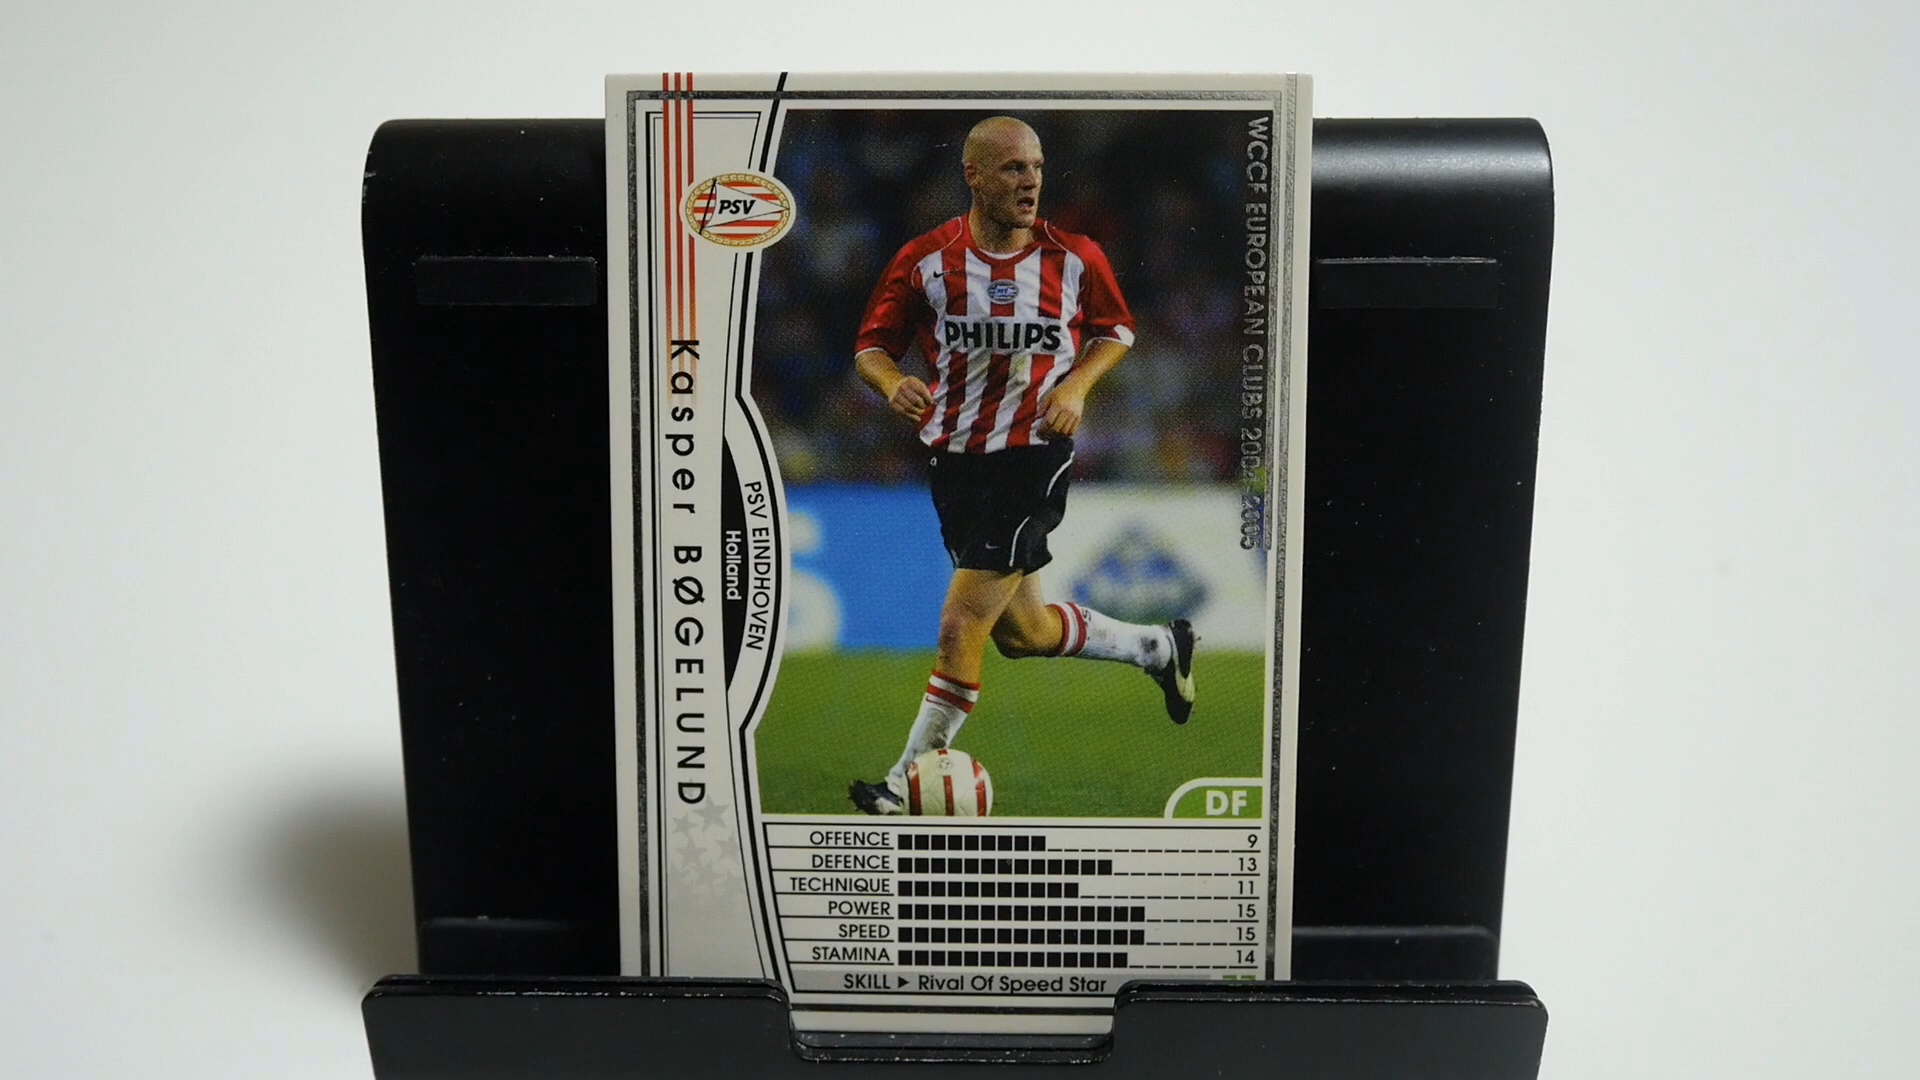 PSV
Kasper BØGELUND
PSV EINDHOVEN
Holland
WCCF EUROPEAN CLUBS 2004-2005
PHILIPS
DF
OFFENCE 9
DEFENCE 13
TECHNIQUE 11
POWER 15
SPEED 15
STAMINA 14
SKILL ▶ Rival Of Speed Star